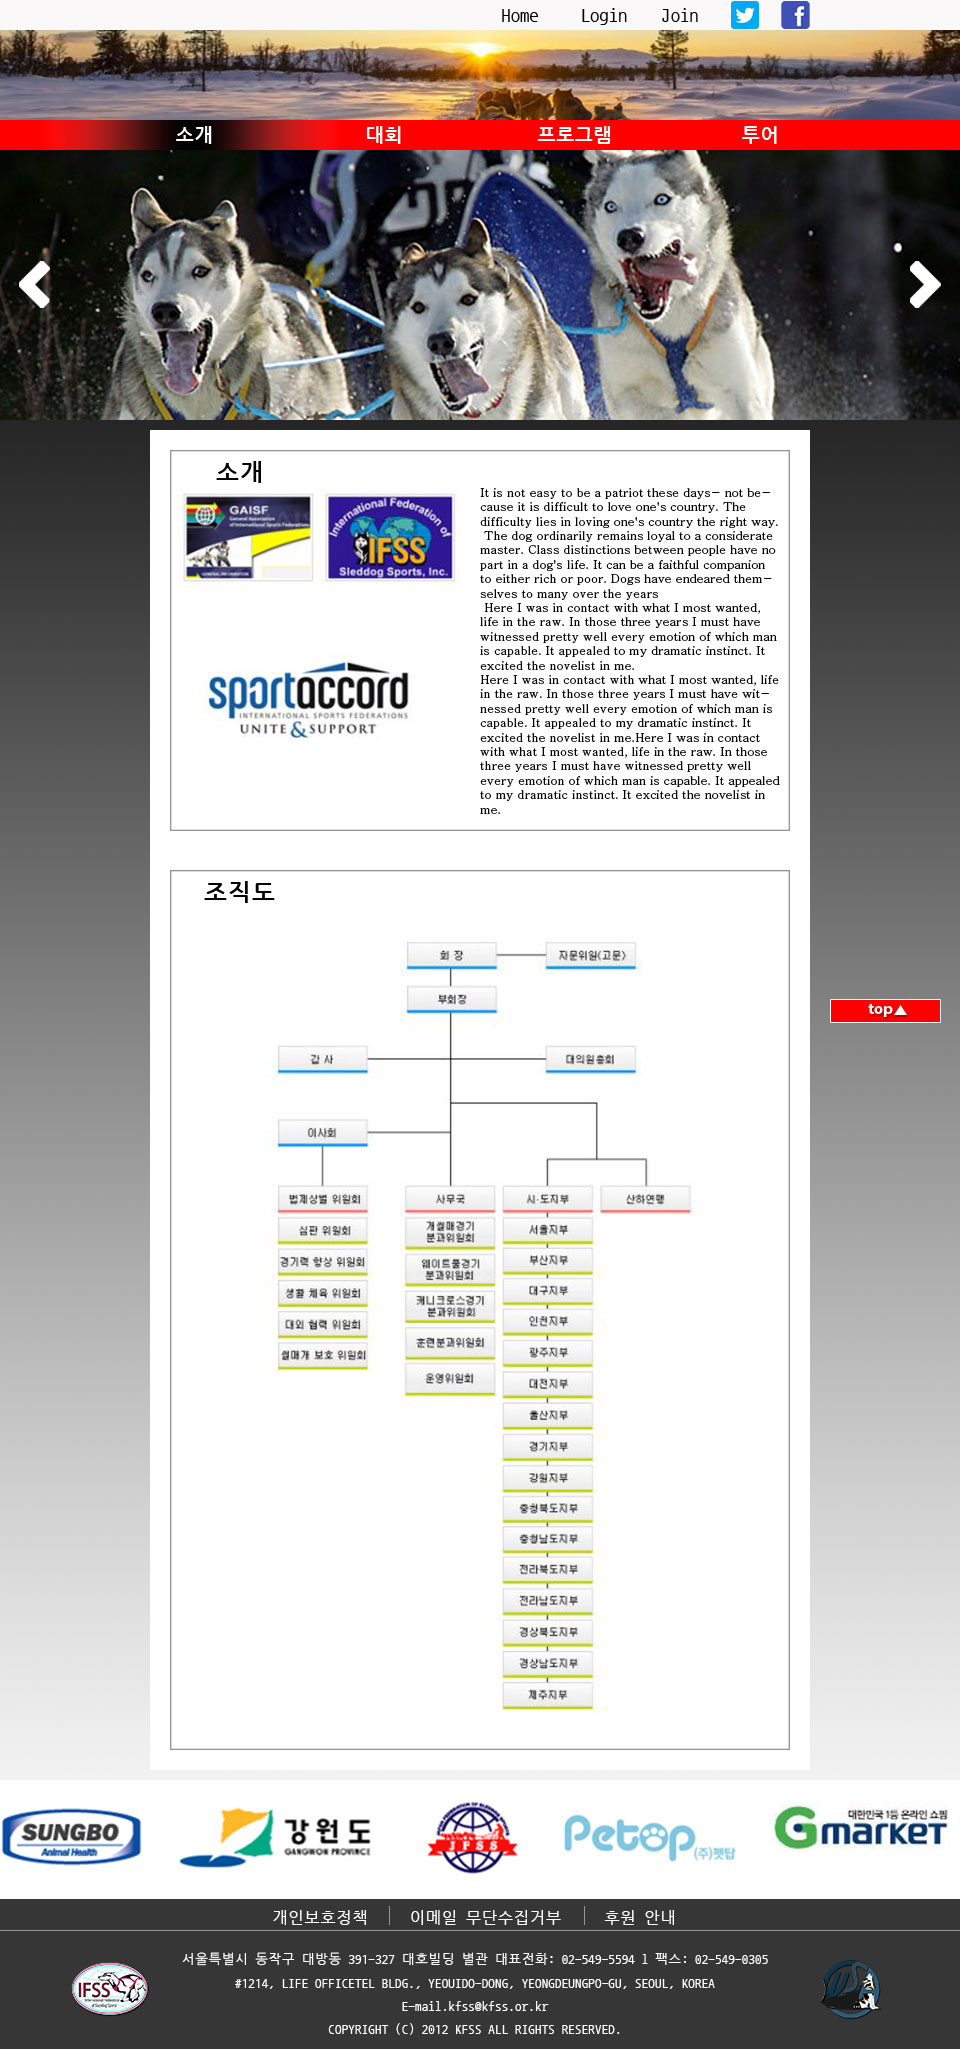 Home Login Join
소개 대회 프로그램 투어
소개
GAISF
General Association
of International Sports Federations
GENERAL INFORMATION
International Federation of
IFSS
Sleddog Sports, Inc.
sportaccord
INTERNATIONAL SPORTS FEDERATIONS
UNITE & SUPPORT
It is not easy to be a patriot these days- not be-
cause it is difficult to love one's country. The
difficulty lies in loving one's country the right way.
The dog ordinarily remains loyal to a considerate
master. Class distinctions between people have no
part in a dog's life. It can be a faithful companion
to either rich or poor. Dogs have endeared them-
selves to many over the years
Here I was in contact with what I most wanted,
life in the raw. In those three years I must have
witnessed pretty well every emotion of which man
is capable. It appealed to my dramatic instinct. It
excited the novelist in me.
Here I was in contact with what I most wanted, life
in the raw. In those three years I must have wit-
nessed pretty well every emotion of which man is
capable. It appealed to my dramatic instinct. It
excited the novelist in me.Here I was in contact
with what I most wanted, life in the raw. In those
three years I must have witnessed pretty well
every emotion of which man is capable. It appealed
to my dramatic instinct. It excited the novelist in
me.
조직도
회 장 자문위원(고문)
부회장
top▲
감 사 대의원총회
이사회
법제상벌 위원회 사무국 시·도지부 산하연맹
심판 위원회
경기력 향상 위원회
생활 체육 위원회
대외 협력 위원회
썰매개 보호 위원회
개썰매경기
분과위원회
웨이트풀경기
분과위원회
캐니크로스경기
분과위원회
훈련분과위원회
운영위원회
서울지부
부산지부
대구지부
인천지부
광주지부
대전지부
울산지부
경기지부
강원지부
충청북도지부
충청남도지부
전라북도지부
전라남도지부
경상북도지부
경상남도지부
제주지부
SUNGBO
Animal Health
강원도
GANGWON PROVINCE
IFSS
Petop (주)펫탑
대한민국 1등 온라인 쇼핑
Gmarket
개인보호정책 이메일 무단수집거부 후원 안내
서울특별시 동작구 대방동 391-327 대호빌딩 별관 대표전화: 02-549-5594 l 팩스: 02-549-0305
#1214, LIFE OFFICETEL BLDG., YEOUIDO-DONG, YEONGDEUNGPO-GU, SEOUL, KOREA
E-mail.kfss@kfss.or.kr
COPYRIGHT (C) 2012 KFSS ALL RIGHTS RESERVED.
IFSS